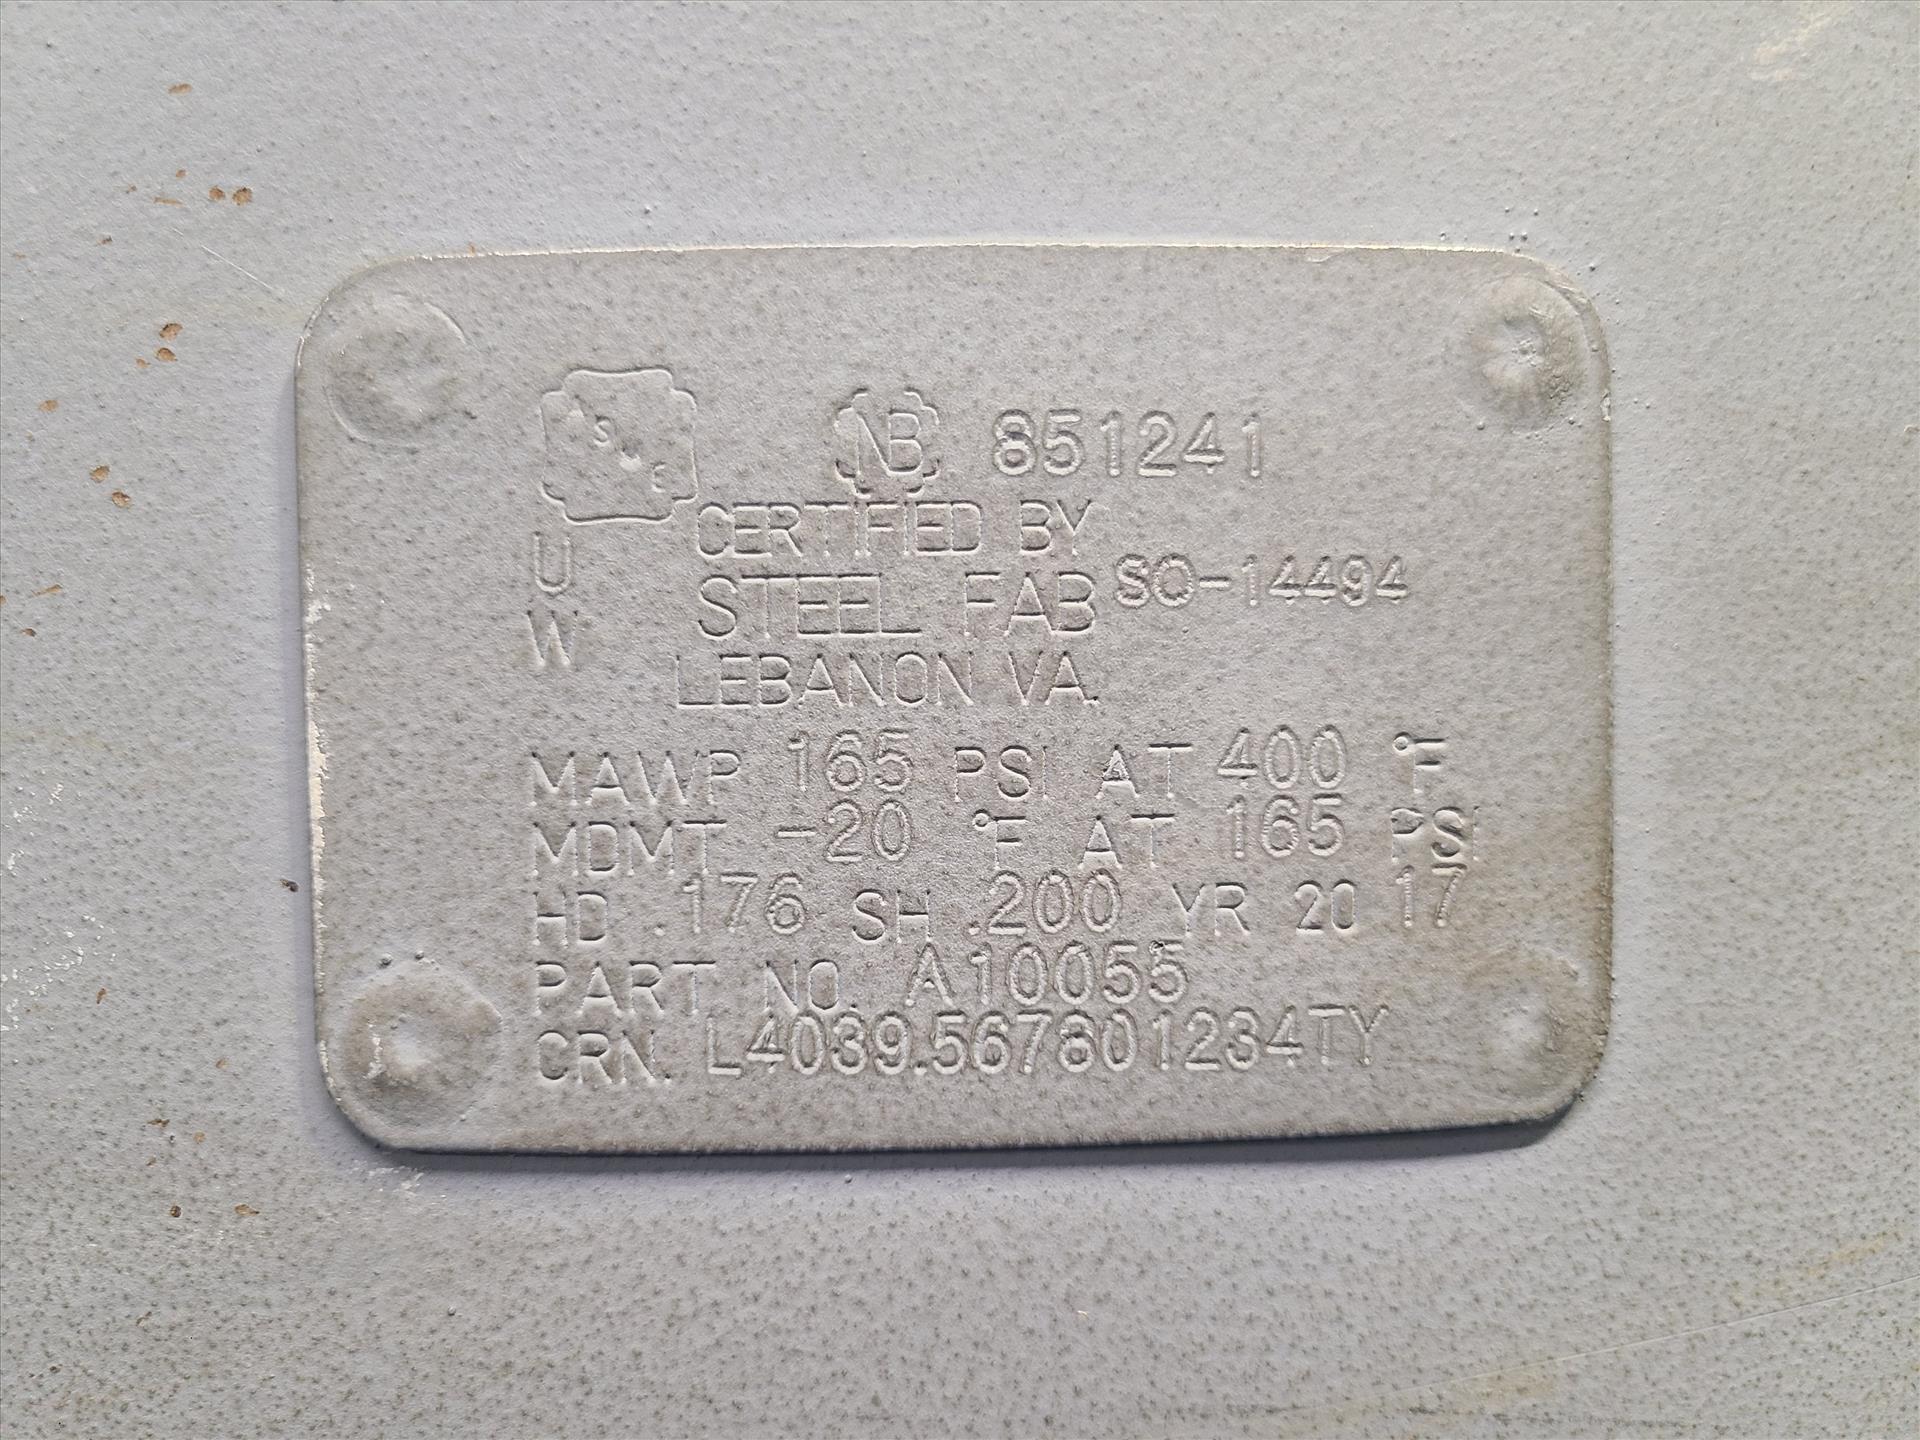 ASME NB 851241
U CERTIFIED BY
W STEEL FAB SO-14494
LEBANON VA.
MAWP 165 PSI AT 400 °F
MDMT -20 °F AT 165 PSI
HD .176 SH .200 YR 20 17
PART NO. A10055
CRN. L4039.567801234TY